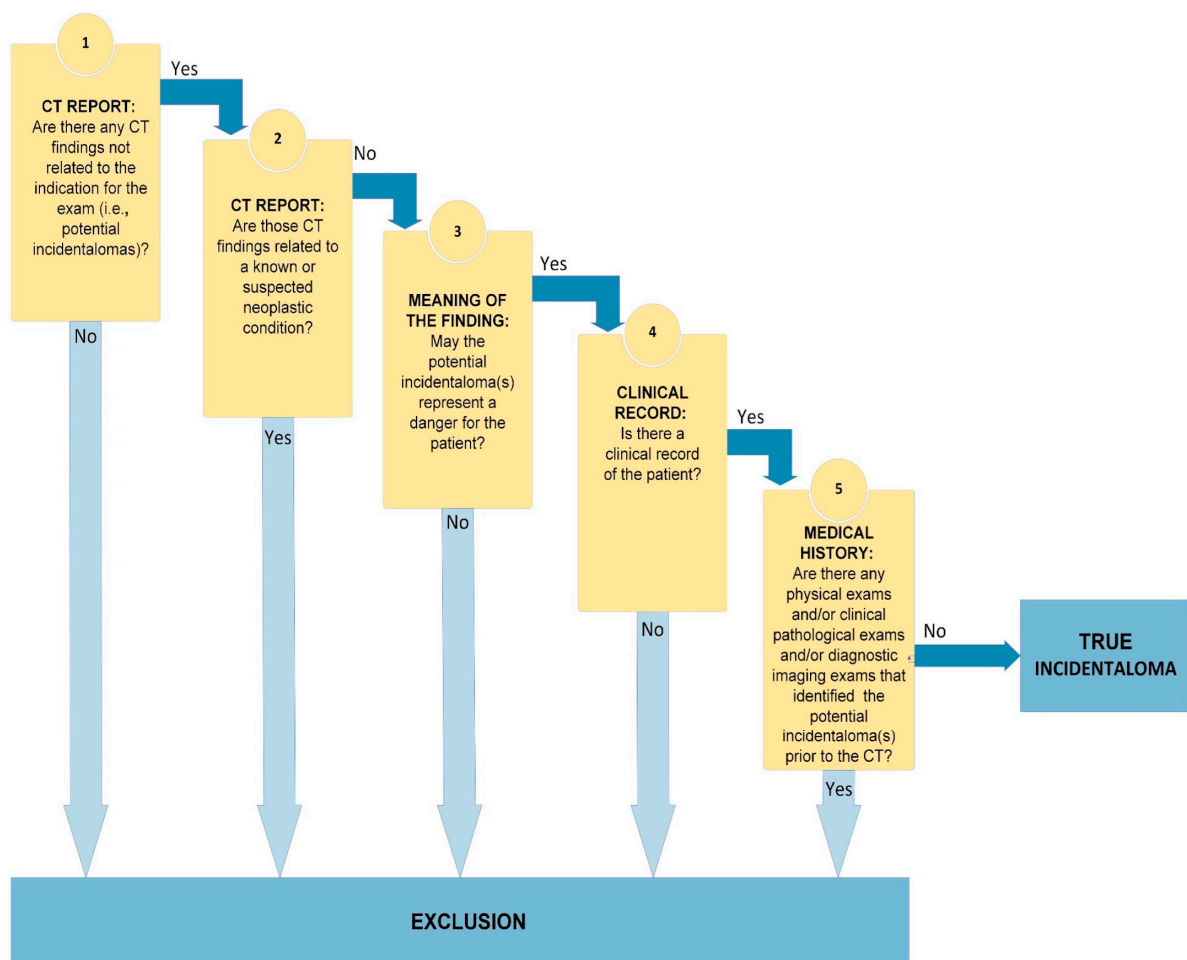 1
CT REPORT:
Are there any CT
findings not
related to the
indication for the
exam (i.e.,
potential
incidentalomas)?
Yes
No
2
CT REPORT:
Are those CT
findings related to
a known or
suspected
neoplastic
condition?
No
Yes
3
MEANING OF
THE FINDING:
May the
potential
incidentaloma(s)
represent a
danger for the
patient?
Yes
No
4
CLINICAL
RECORD:
Is there a
clinical record
of the patient?
Yes
No
5
MEDICAL
HISTORY:
Are there any
physical exams
and/or clinical
pathological exams
and/or diagnostic
imaging exams that
identified the
potential
incidentaloma(s)
prior to the CT?
No
Yes
TRUE
INCIDENTALOMA
EXCLUSION